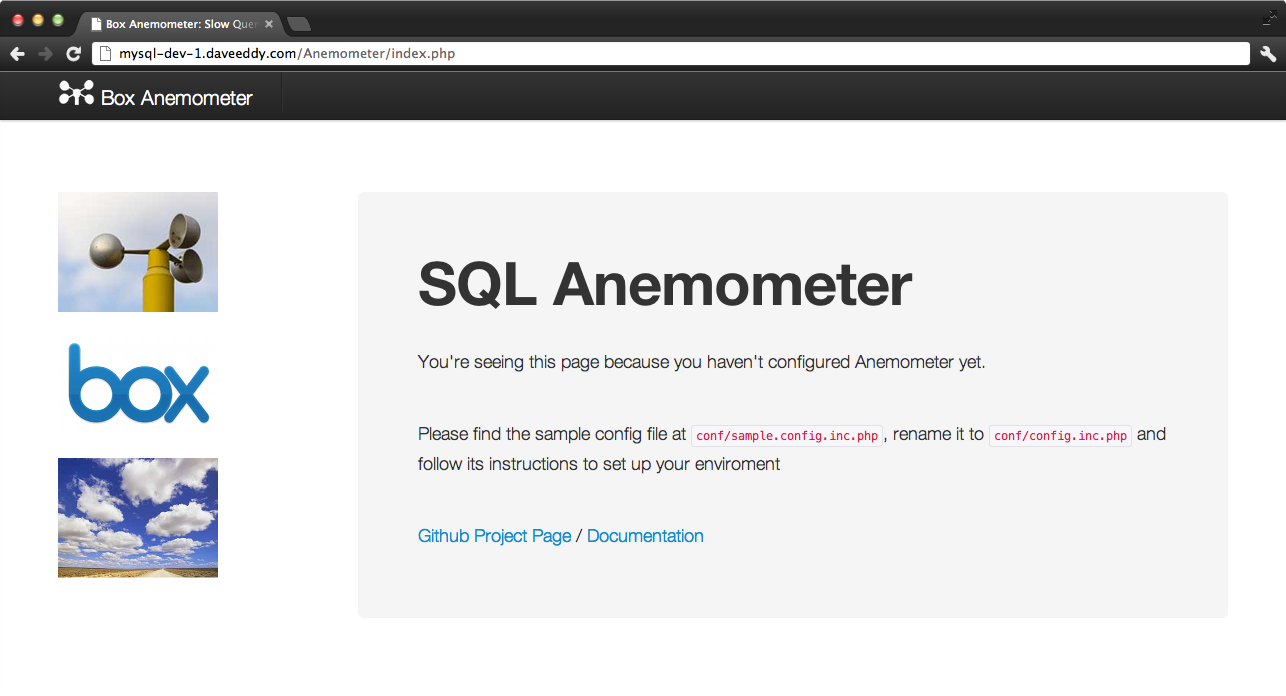 Box Anemometer: Slow Quer
mysql-dev-1.daveeddy.com/Anemometer/index.php
Box Anemometer
box
SQL Anemometer
You're seeing this page because you haven't configured Anemometer yet.
Please find the sample config file at conf/sample.config.inc.php, rename it to conf/config.inc.php and
follow its instructions to set up your enviroment
Github Project Page / Documentation